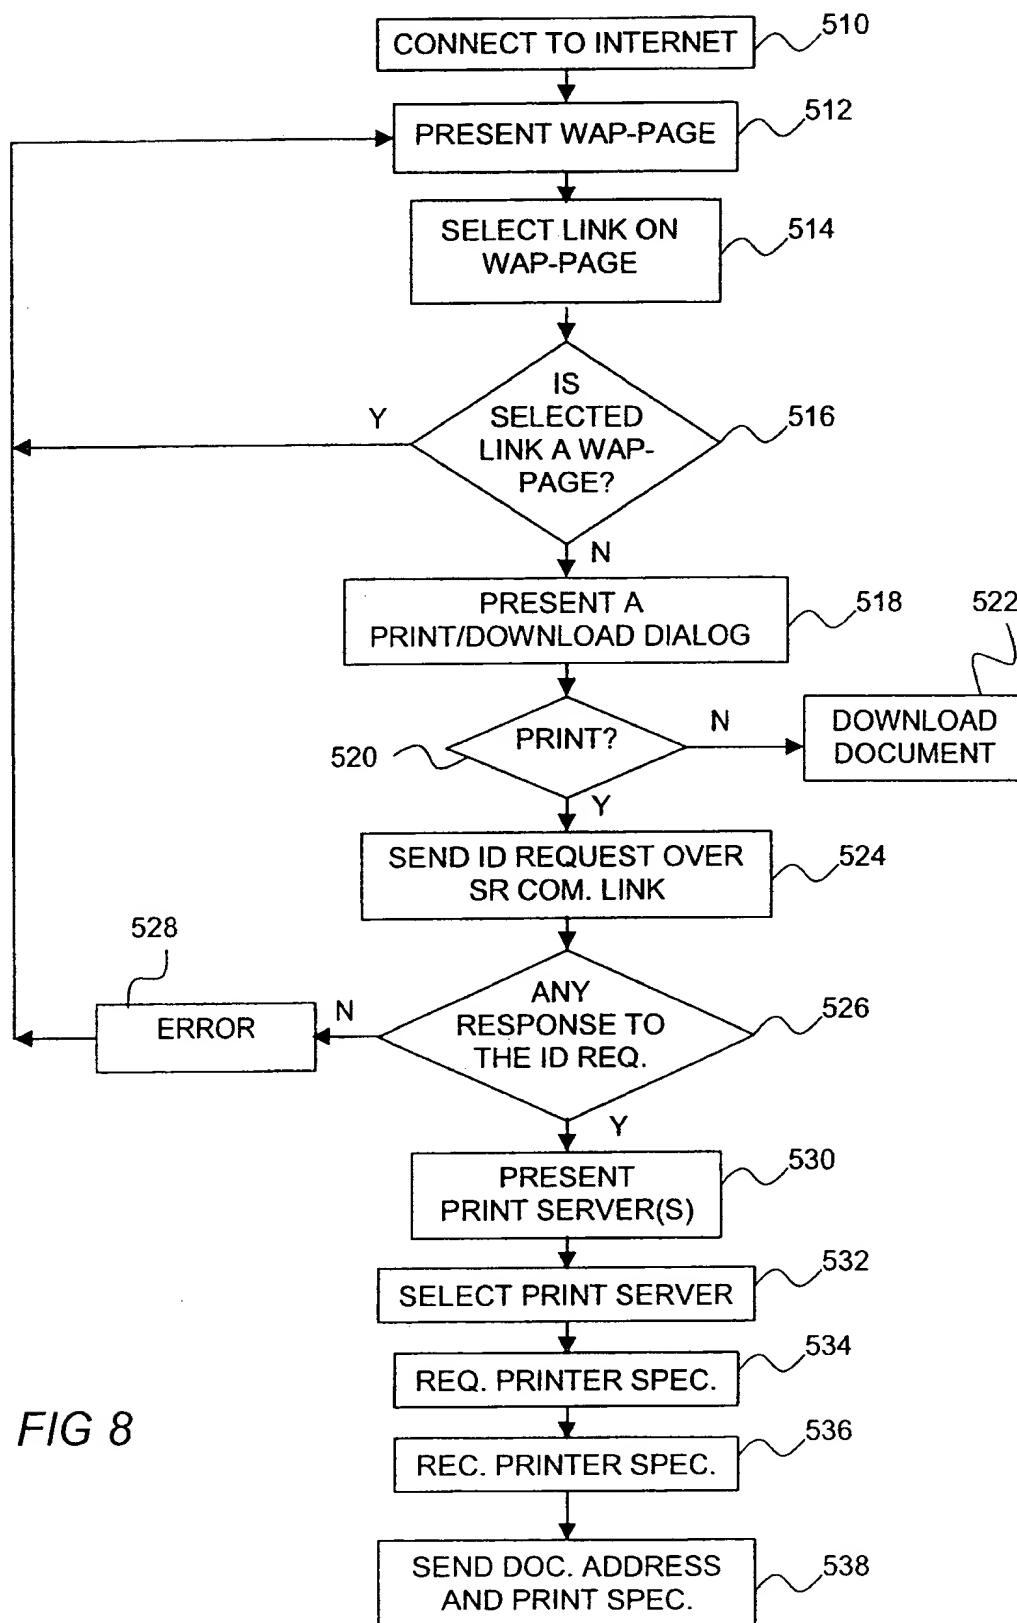 CONNECT TO INTERNET
510
PRESENT WAP-PAGE
512
SELECT LINK ON
WAP-PAGE
514
IS
SELECTED
LINK A WAP-
PAGE?
516
Y
N
PRESENT A
PRINT/DOWNLOAD DIALOG
518
522
PRINT?
520
N
DOWNLOAD
DOCUMENT
Y
SEND ID REQUEST OVER
SR COM. LINK
524
528
ERROR
N
ANY
RESPONSE TO
THE ID REQ.
526
Y
PRESENT
PRINT SERVER(S)
530
SELECT PRINT SERVER
532
REQ. PRINTER SPEC.
534
FIG 8
REC. PRINTER SPEC.
536
SEND DOC. ADDRESS
AND PRINT SPEC.
538